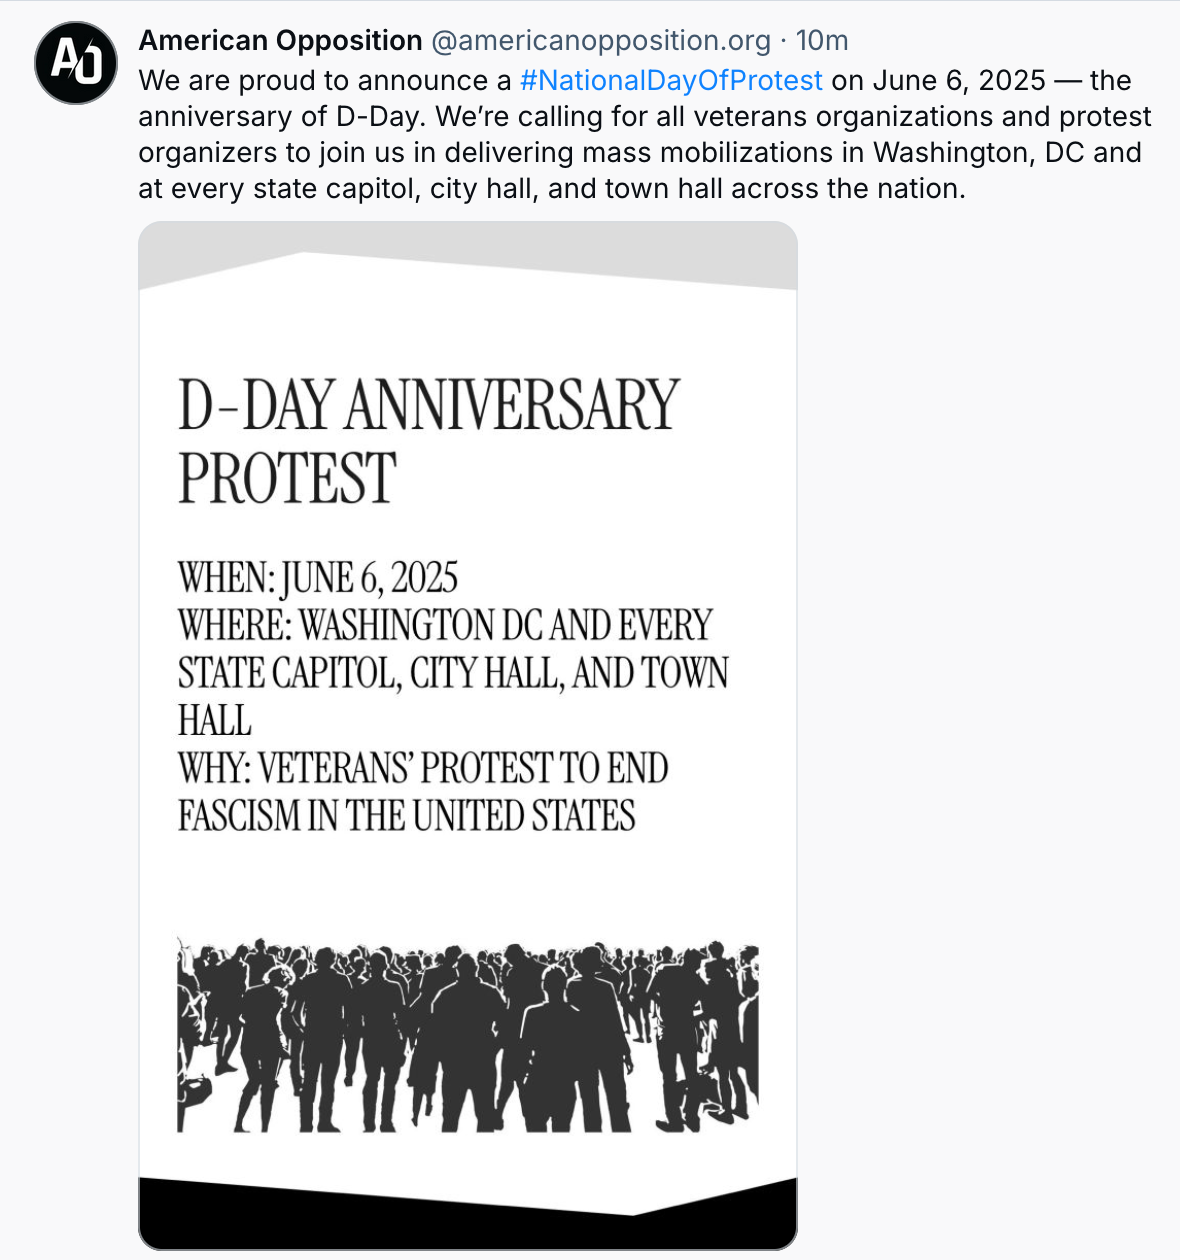 AO
American Opposition @americanopposition.org · 10m
We are proud to announce a #NationalDayOfProtest on June 6, 2025 — the
anniversary of D-Day. We’re calling for all veterans organizations and protest
organizers to join us in delivering mass mobilizations in Washington, DC and
at every state capitol, city hall, and town hall across the nation.
D-DAY ANNIVERSARY
PROTEST
WHEN: JUNE 6, 2025
WHERE: WASHINGTON DC AND EVERY
STATE CAPITOL, CITY HALL, AND TOWN
HALL
WHY: VETERANS’ PROTEST TO END
FASCISM IN THE UNITED STATES